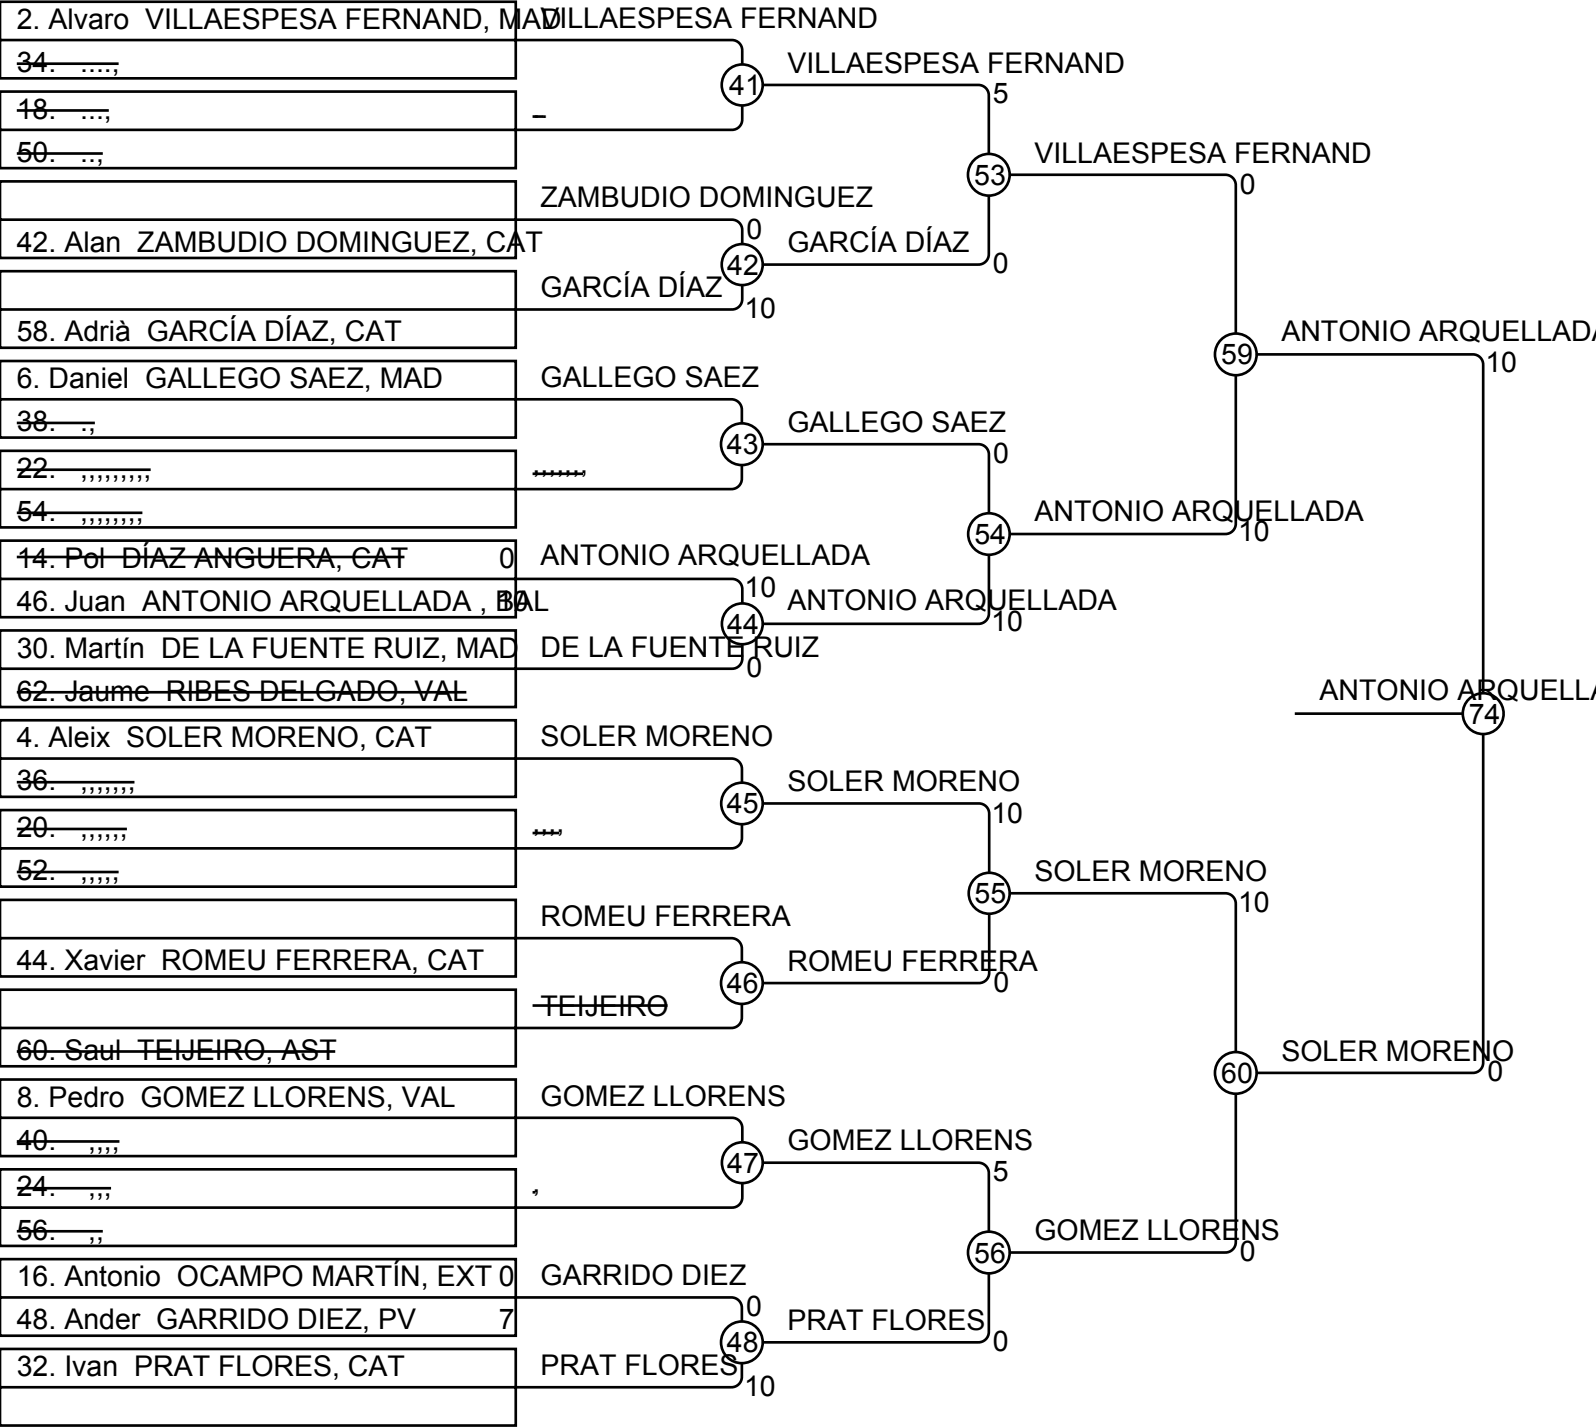 2. Alvaro VILLAESPESA FERNAND, MAD
34. ....,
18. ...,
50. ..,
42. Alan ZAMBUDIO DOMINGUEZ, CAT
58. Adrià GARCÍA DÍAZ, CAT
6. Daniel GALLEGO SAEZ, MAD
38. .,
22. ,,,,,,,,,
54. ,,,,,,,,
14. Pol DÍAZ ANGUERA, CAT 0
46. Juan ANTONIO ARQUELLADA , BAL 10
30. Martín DE LA FUENTE RUIZ, MAD
62. Jaume RIBES DELGADO, VAL
4. Aleix SOLER MORENO, CAT
36. ,,,,,,,
20. ,,,,,,
52. ,,,,,
44. Xavier ROMEU FERRERA, CAT
60. Saul TEIJEIRO, AST
8. Pedro GOMEZ LLORENS, VAL
40. ,,,,
24. ,,,
56. ,,
16. Antonio OCAMPO MARTÍN, EXT 0
48. Ander GARRIDO DIEZ, PV 7
32. Ivan PRAT FLORES, CAT
VILLAESPESA FERNAND
41
ZAMBUDIO DOMINGUEZ
0
42
GARCÍA DÍAZ
10
GALLEGO SAEZ
43
,,,,,,,
ANTONIO ARQUELLADA
10
44
DE LA FUENTE RUIZ
0
SOLER MORENO
45
,,,,
ROMEU FERRERA
46
TEIJEIRO
GOMEZ LLORENS
47
,
GARRIDO DIEZ
0
48
PRAT FLORES
10
VILLAESPESA FERNAND
5
53
GARCÍA DÍAZ
0
GALLEGO SAEZ
0
54
ANTONIO ARQUELLADA
10
SOLER MORENO
10
55
ROMEU FERRERA
0
GOMEZ LLORENS
5
56
PRAT FLORES
0
VILLAESPESA FERNAND
0
59
ANTONIO ARQUELLADA
10
SOLER MORENO
10
60
GOMEZ LLORENS
0
ANTONIO ARQUELLADA
10
74
SOLER MORENO
0
ANTONIO ARQUELLA